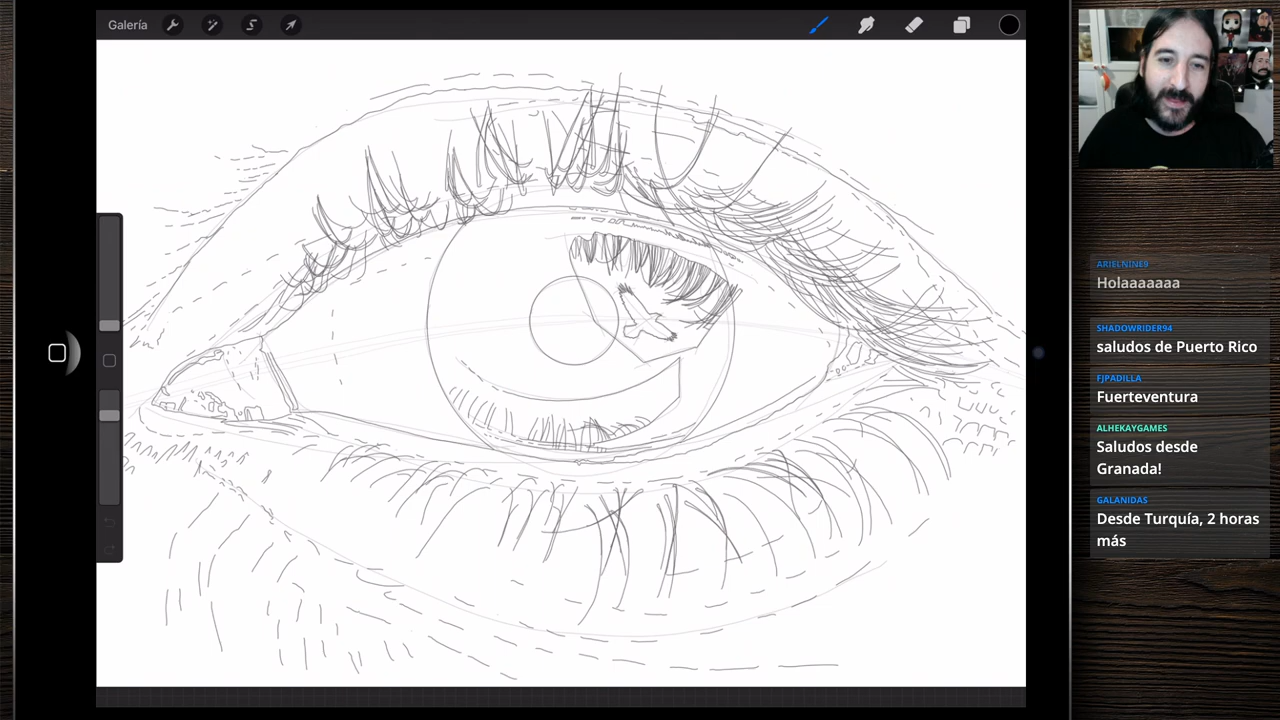 Galería
ARIELNINE9
Holaaaaaaa
SHADOWRIDER94
saludos de Puerto Rico
FJPADILLA
Fuerteventura
ALHEKAYGAMES
Saludos desde
Granada!
GALANIDAS
Desde Turquía, 2 horas
más